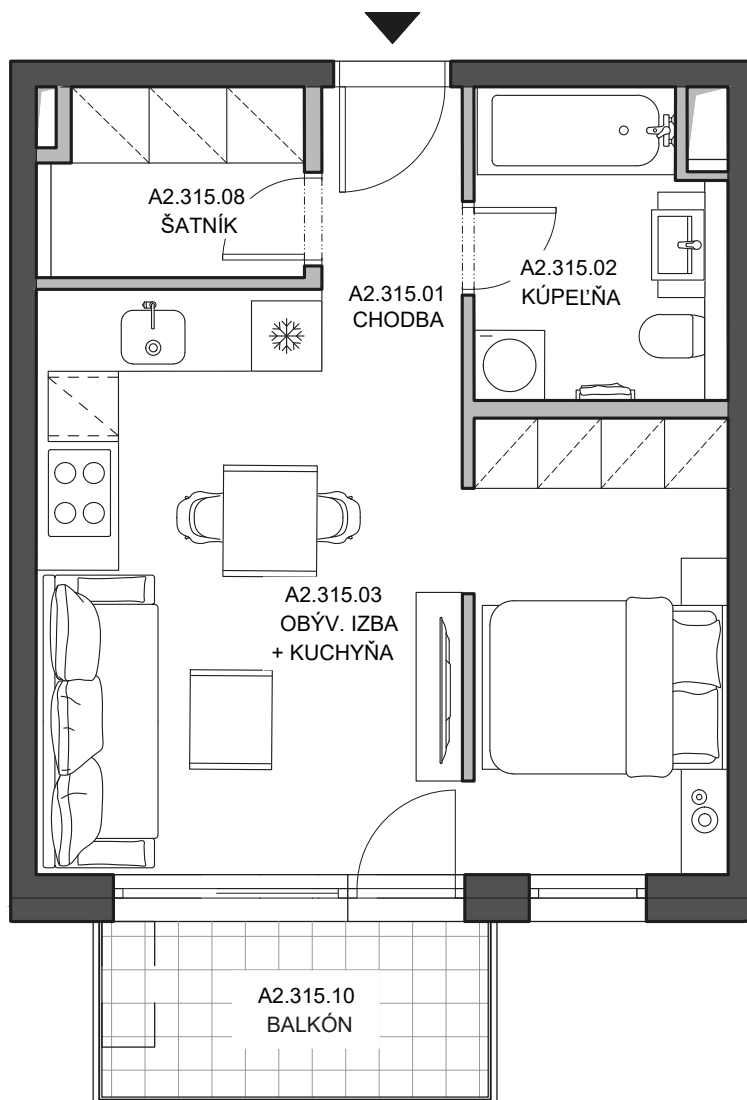 A2.315.08
ŠATNÍK
A2.315.01
CHODBA
A2.315.02
KÚPEĽŇA
A2.315.03
OBÝV. IZBA
+ KUCHYŇA
A2.315.10
BALKÓN